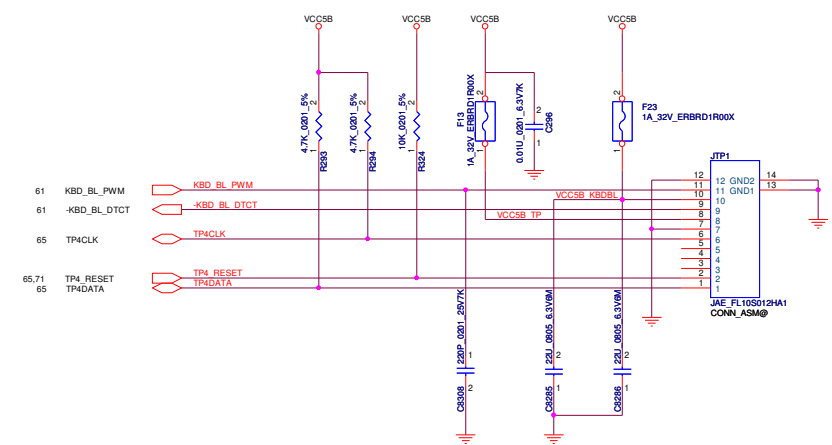 VCC5B VCC5B VCC5B VCC5B
4.7K_0201_5%
2
1
R293
4.7K_0201_5%
2
1
R294
10K_0201_5%
2
1
R324
F13
1A_32V_ERBRD1R00X
2
1
0.01U_0201_6.3V7K
2
1
C296
2
1
F23
1A_32V_ERBRD1R00X
JTP1
61 KBD_BL_PWM KBD_BL_PWM
61 -KBD_BL_DTCT -KBD_BL_DTCT
65 TP4CLK TP4CLK
65,71 TP4_RESET TP4_RESET
65 TP4DATA TP4DATA
VCC5B_KBDBL
VCC5B_TP
12 12 GND2 14
11 11 GND1 13
10 10
9 9
8 8
7 7
6 6
5 5
4 4
3 3
2 2
1 1
JAE_FL10S012HA1
CONN_ASM@
220P_0201_25V7K
1
2
C8308
22U_0805_6.3V6M
2
1
C8285
22U_0805_6.3V6M
2
1
C8286